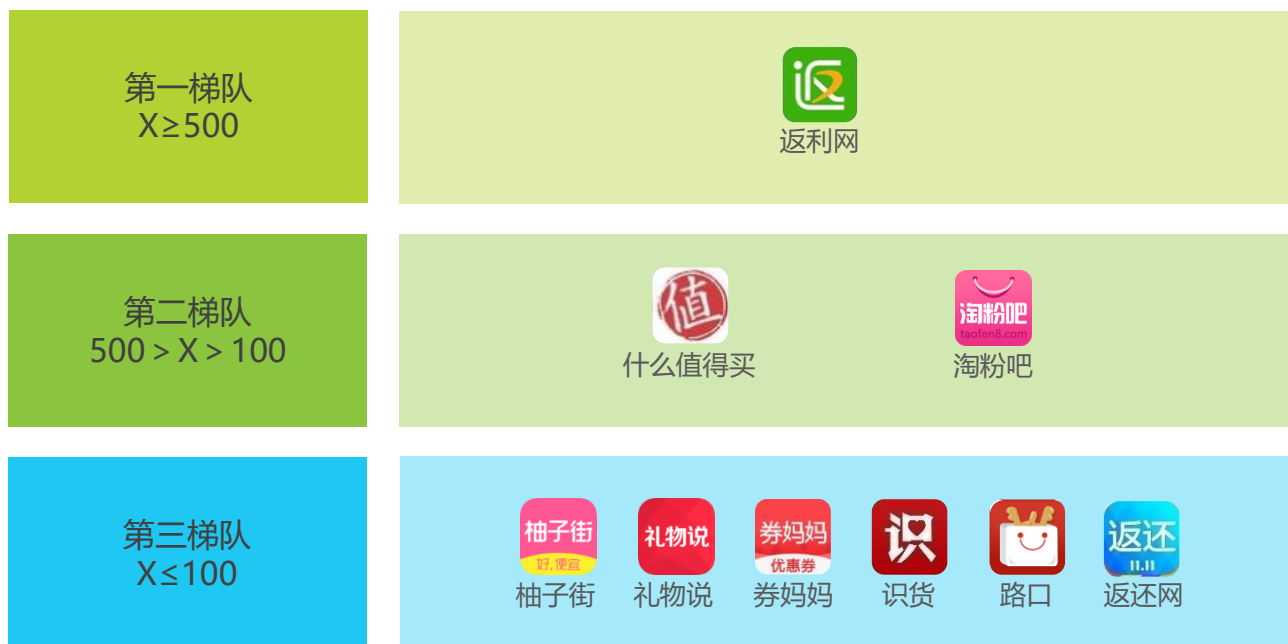 第一梯队
X≥500
返
返利网
第二梯队
500 > X > 100
值
淘粉吧
taofen8.com
什么值得买
淘粉吧
第三梯队
X≤100
柚子街
好,便宜
礼物说
券妈妈
优惠券
识
返还
11.11
柚子街
礼物说
券妈妈
识货
路口
返还网